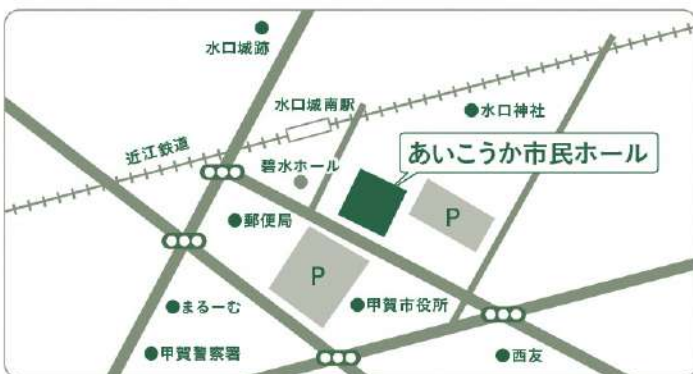 水口城跡
水口城南駅
水口神社
近江鉄道
碧水ホール
あいこうか市民ホール
P
郵便局
P
まるーむ
甲賀市役所
甲賀警察署
西友